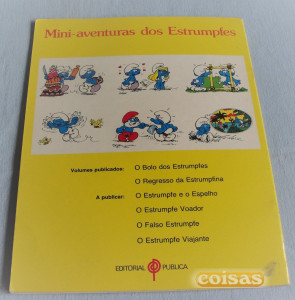 Mini-aventuras dos Estrumpfes
Volumes publicados: O Bolo dos Estrumpfes
O Regresso da Estrumpfina
A publicar: O Estrumpfe e o Espelho
O Estrumpfe Voador
O Falso Estrumpfe
O Estrumpfe Viajante
EDITORIAL PUBLICA
coisas